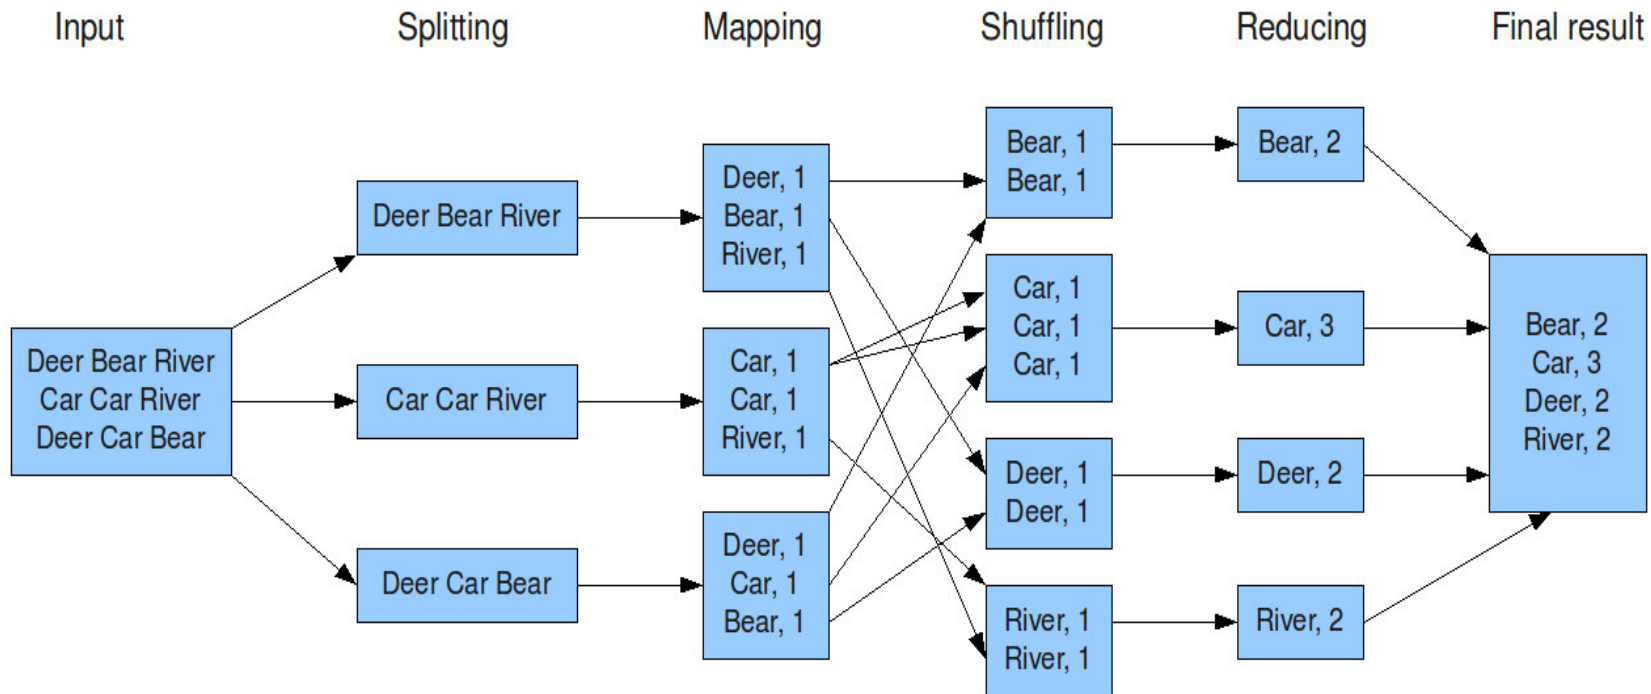 Input
Splitting
Mapping
Shuffling
Reducing
Final result
Deer Bear River
Car Car River
Deer Car Bear
Deer Bear River
Car Car River
Deer Car Bear
Deer, 1
Bear, 1
River, 1
Car, 1
Car, 1
River, 1
Deer, 1
Car, 1
Bear, 1
Bear, 1
Bear, 1
Car, 1
Car, 1
Car, 1
Deer, 1
Deer, 1
River, 1
River, 1
Bear, 2
Car, 3
Deer, 2
River, 2
Bear, 2
Car, 3
Deer, 2
River, 2